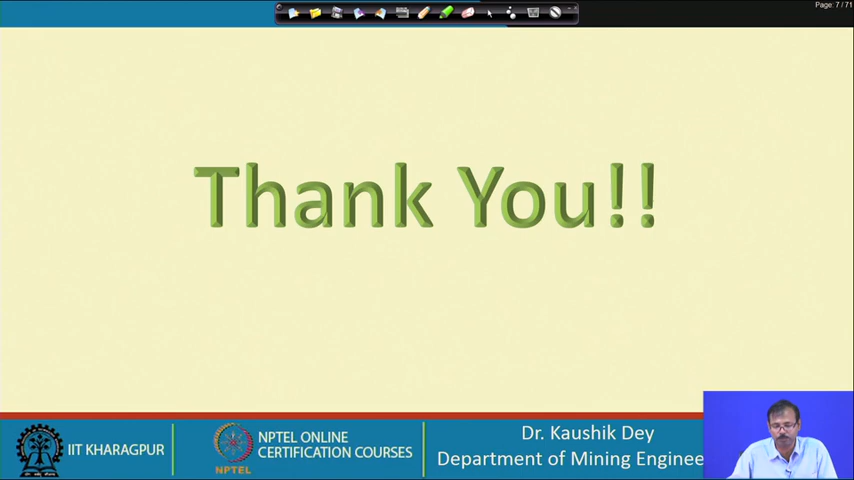 Page: 7 / 71
Thank You!!
IIT KHARAGPUR
NPTEL
NPTEL ONLINE
CERTIFICATION COURSES
Dr. Kaushik Dey
Department of Mining Enginee